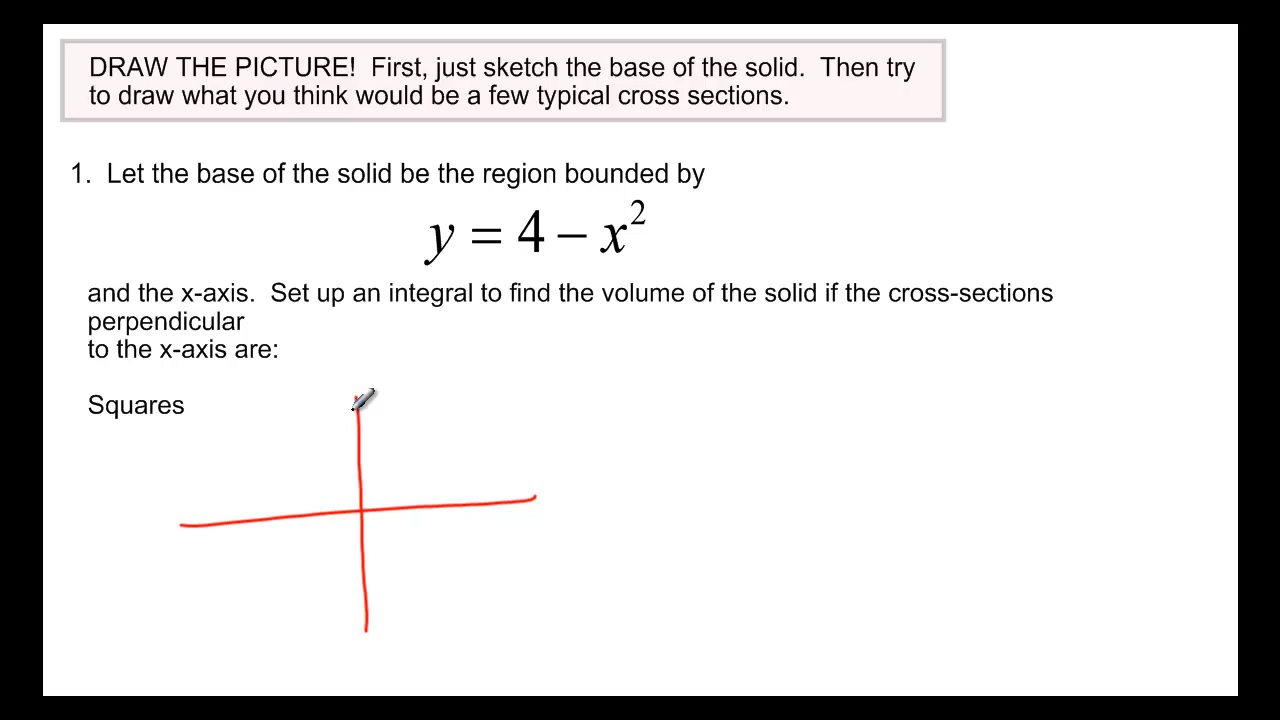 DRAW THE PICTURE!  First, just sketch the base of the solid.  Then try
to draw what you think would be a few typical cross sections.
1.  Let the base of the solid be the region bounded by
y = 4 − x²
and the x-axis.  Set up an integral to find the volume of the solid if the cross-sections
perpendicular
to the x-axis are:
Squares